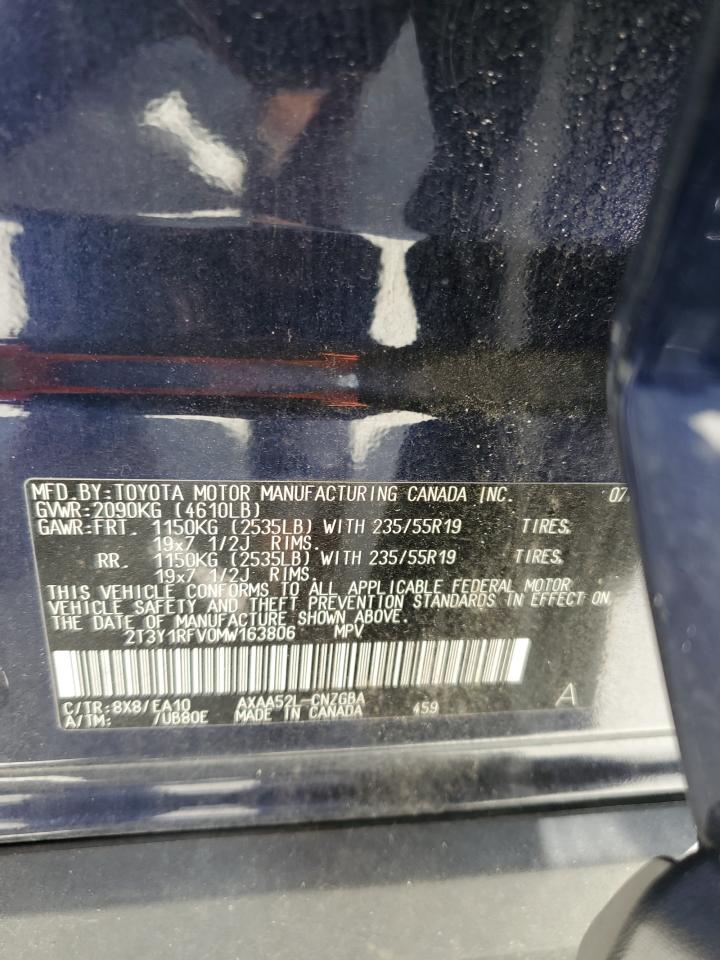 MFD.BY:TOYOTA MOTOR MANUFACTURING CANADA INC. 07
GVWR:2090KG (4610LB)
GAWR:FRT. 1150KG (2535LB) WITH 235/55R19 TIRES,
19x7 1/2J RIMS.
RR. 1150KG (2535LB) WITH 235/55R19 TIRES,
19x7 1/2J RIMS.
THIS VEHICLE CONFORMS TO ALL APPLICABLE FEDERAL MOTOR
VEHICLE SAFETY AND THEFT PREVENTION STANDARDS IN EFFECT ON
THE DATE OF MANUFACTURE SHOWN ABOVE.
2T3Y1RFV0MW163806 MPV
C/TR:8X8/EA10 AXAA52L-CNZGBA 459 A
A/TM: 7UB80E MADE IN CANADA